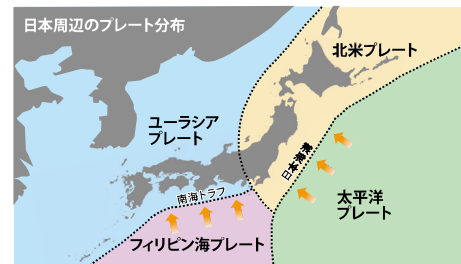 日本周辺のプレート分布
北米プレート
ユーラシア
プレート
日本海溝
南海トラフ
太平洋
プレート
フィリピン海プレート